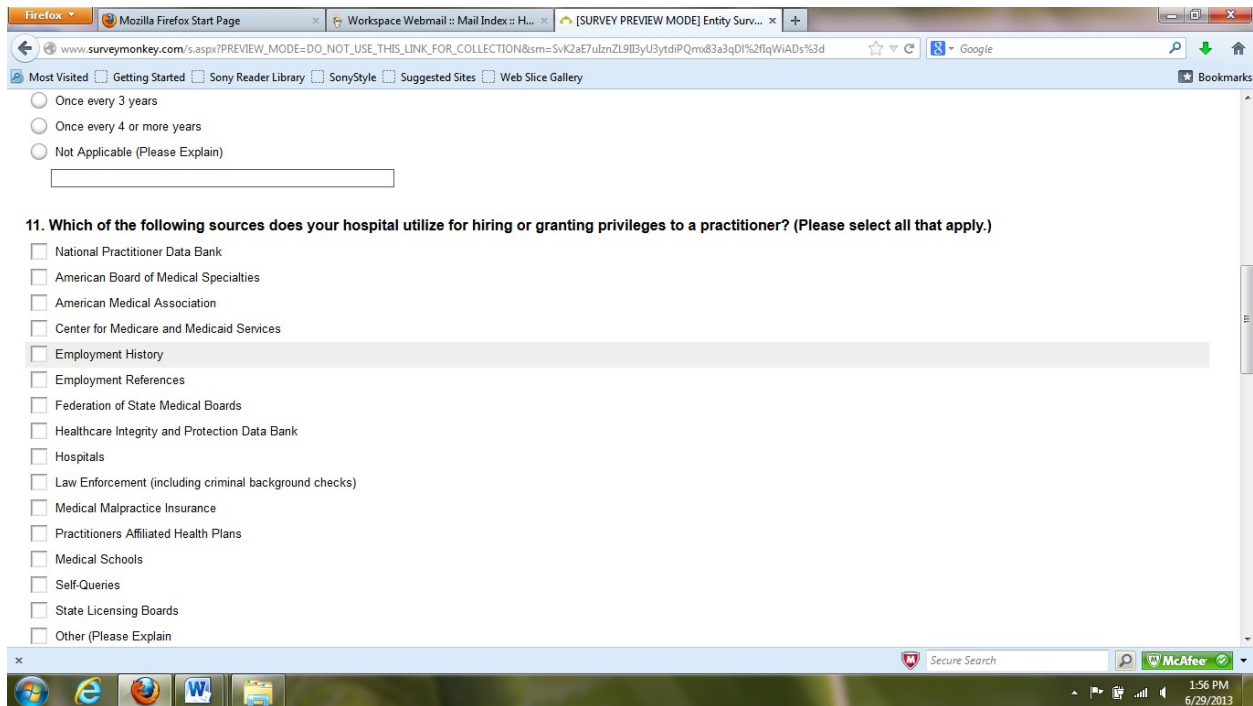 Firefox
Mozilla Firefox Start Page
Workspace Webmail :: Mail Index :: H...
[SURVEY PREVIEW MODE] Entity Surv...
www.surveymonkey.com/s.aspx?PREVIEW_MODE=DO_NOT_USE_THIS_LINK_FOR_COLLECTION&sm=
Google
Most Visited Getting Started Sony Reader Library SonyStyle Suggested Sites Web Slice Gallery Bookmarks
Once every 3 years
Once every 4 or more years
Not Applicable (Please Explain)
11. Which of the following sources does your hospital utilize for hiring or granting privileges to a practitioner? (Please select all that apply.)
National Practitioner Data Bank
American Board of Medical Specialties
American Medical Association
Center for Medicare and Medicaid Services
Employment History
Employment References
Federation of State Medical Boards
Healthcare Integrity and Protection Data Bank
Hospitals
Law Enforcement (including criminal background checks)
Medical Malpractice Insurance
Practitioners Affiliated Health Plans
Medical Schools
Self-Queries
State Licensing Boards
Other (Please Explain
Secure Search
McAfee
1:56 PM
6/29/2013